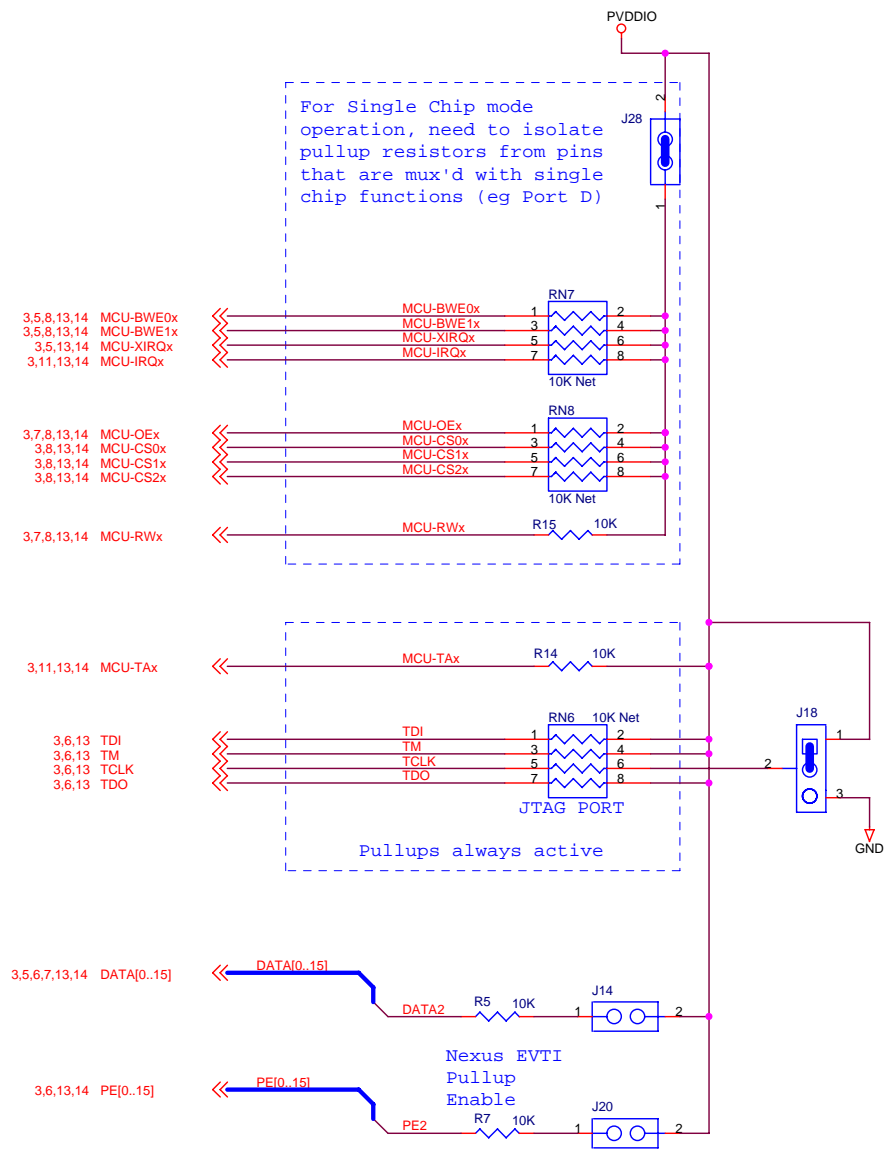 PVDDIO
2
J28
1
For Single Chip mode
operation, need to isolate
pullup resistors from pins
that are mux'd with single
chip functions (eg Port D)
RN7
3,5,8,13,14 MCU-BWE0x MCU-BWE0x 1 2
3,5,8,13,14 MCU-BWE1x MCU-BWE1x 3 4
3,5,13,14 MCU-XIRQx MCU-XIRQx 5 6
3,11,13,14 MCU-IRQx MCU-IRQx 7 8
10K Net
RN8
3,7,8,13,14 MCU-OEx MCU-OEx 1 2
3,8,13,14 MCU-CS0x MCU-CS0x 3 4
3,8,13,14 MCU-CS1x MCU-CS1x 5 6
3,8,13,14 MCU-CS2x MCU-CS2x 7 8
10K Net
3,7,8,13,14 MCU-RWx MCU-RWx R15 10K
3,11,13,14 MCU-TAx MCU-TAx R14 10K
RN6 10K Net
J18
3,6,13 TDI TDI 1 2 1
3,6,13 TM TM 3 4
3,6,13 TCLK TCLK 5 6 2
3,6,13 TDO TDO 7 8
3
JTAG PORT
GND
Pullups always active
3,5,6,7,13,14 DATA[0..15] DATA[0..15]
J14
DATA2 R5 10K 1 2
Nexus EVTI
Pullup
Enable
3,6,13,14 PE[0..15] PE[0..15]
J20
PE2 R7 10K 1 2